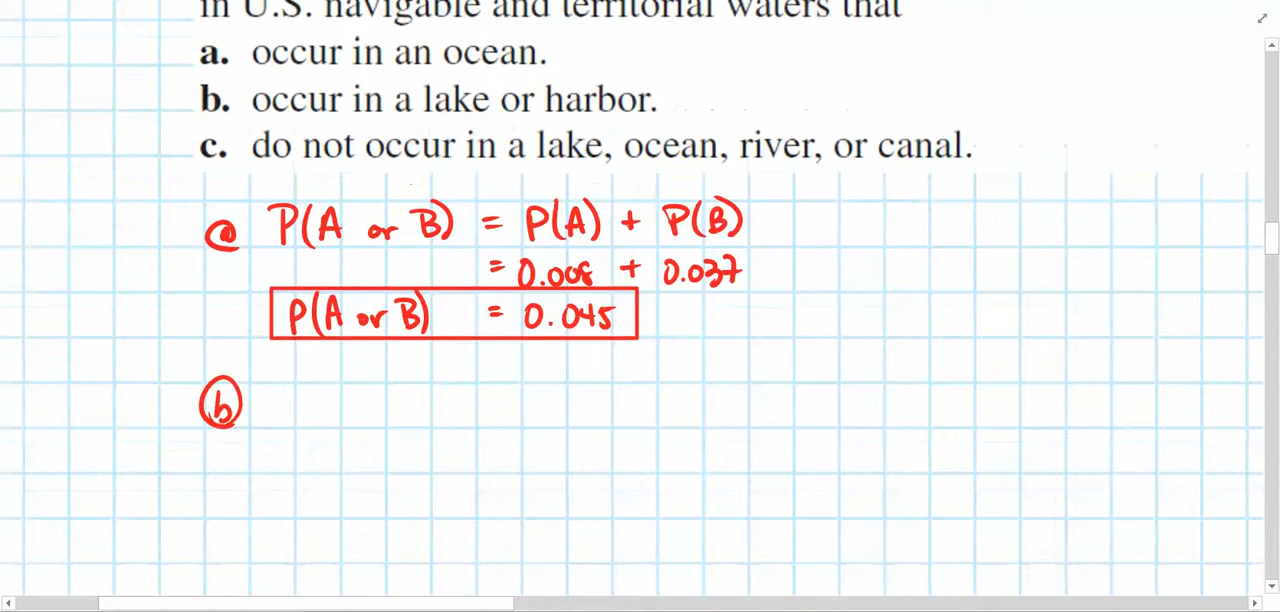 in U.S. navigable and territorial waters that
a. occur in an ocean.
b. occur in a lake or harbor.
c. do not occur in a lake, ocean, river, or canal.
ⓐ P(A or B) = P(A) + P(B)
= 0.008 + 0.037
P(A or B) = 0.045
ⓑ